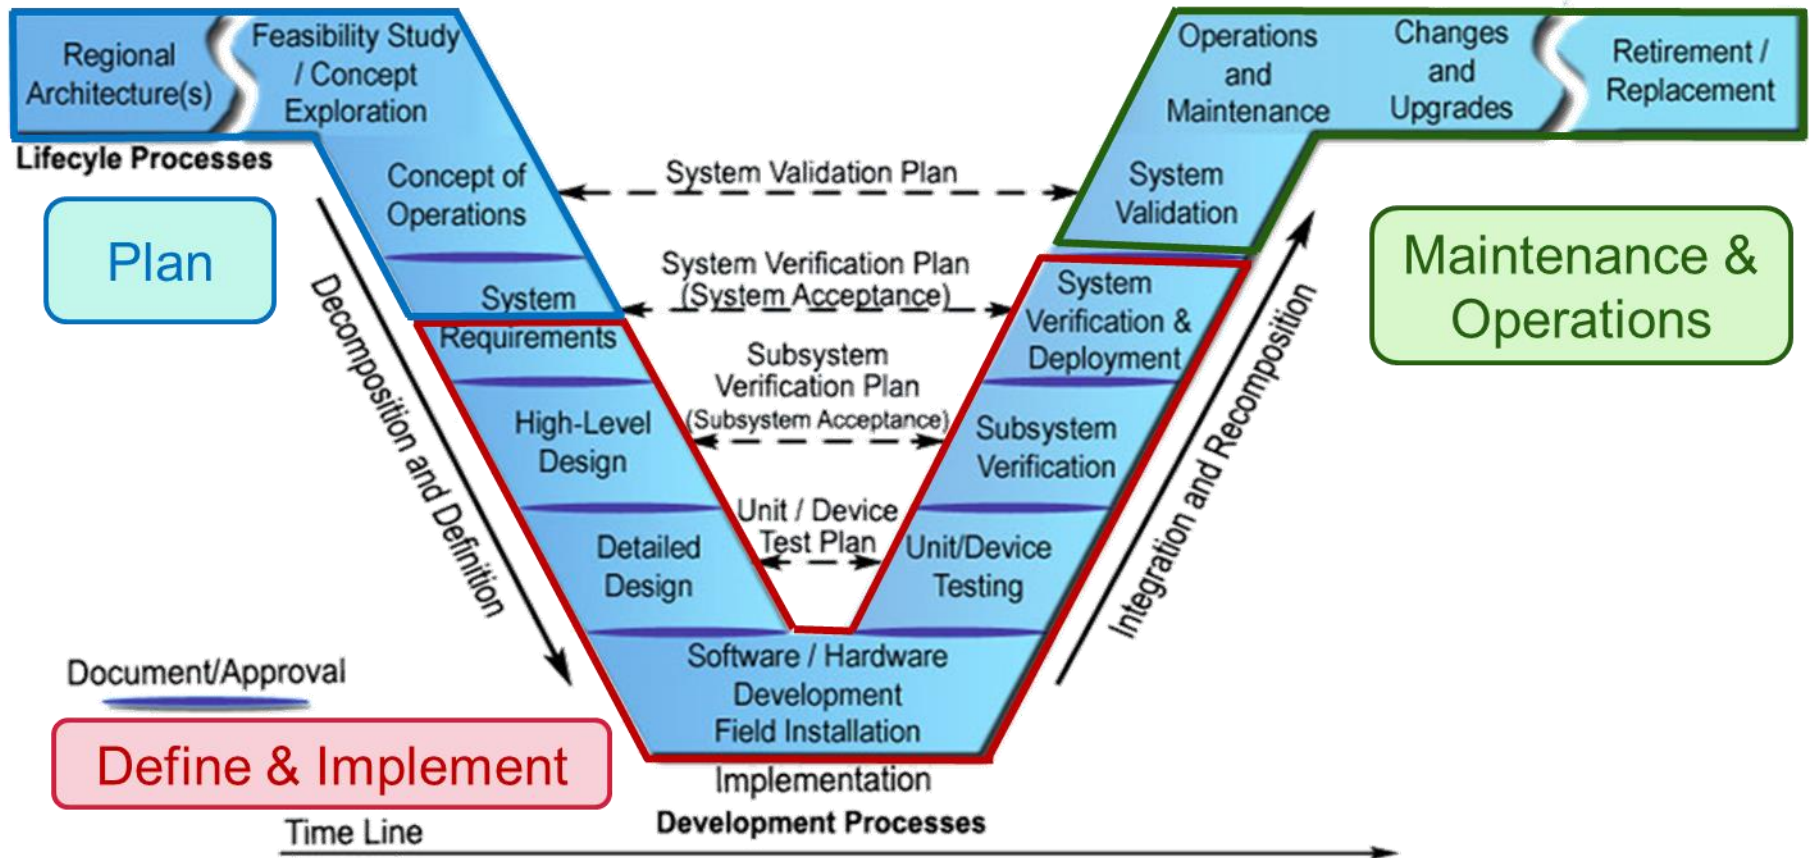 Regional
Architecture(s)
Feasibility Study
/ Concept
Exploration
Operations
and
Maintenance
Changes
and
Upgrades
Retirement /
Replacement
Lifecyle Processes
Concept of
Operations
System Validation Plan
System
Validation
Plan
Maintenance &
Operations
System
Requirements
System Verification Plan
(System Acceptance)
System
Verification &
Deployment
Decomposition and Definition
Subsystem
Verification Plan
(Subsystem Acceptance)
Integration and Recomposition
High-Level
Design
Subsystem
Verification
Unit / Device
Test Plan
Detailed
Design
Unit/Device
Testing
Document/Approval
Software / Hardware
Development
Field Installation
Define & Implement
Implementation
Development Processes
Time Line